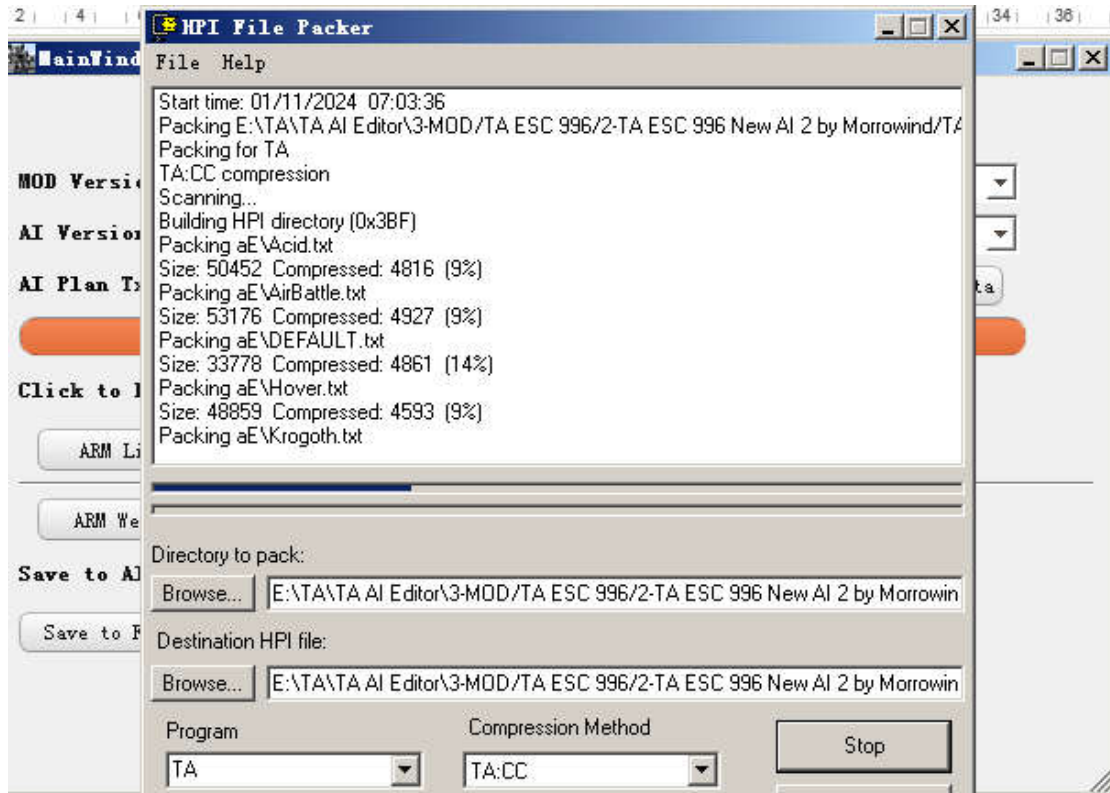 2 4 34 36
HPI File Packer
MainWind
File Help
Start time: 01/11/2024 07:03:36
Packing E:\TA\TA AI Editor\3-MOD/TA ESC 996/2-TA ESC 996 New AI 2 by Morrowind/TA
Packing for TA
TA:CC compression
Scanning...
Building HPI directory (0x3BF)
Packing aE\Acid.txt
Size: 50452 Compressed: 4816 (9%)
Packing aE\AirBattle.txt
Size: 53176 Compressed: 4927 (9%)
Packing aE\DEFAULT.txt
Size: 33778 Compressed: 4861 (14%)
Packing aE\Hover.txt
Size: 48859 Compressed: 4593 (9%)
Packing aE\Krogoth.txt
MOD Versi
AI Version
AI Plan T
ta
Click to
ARM Li
ARM We
Save to AI
Save to
Directory to pack:
Browse... E:\TA\TA AI Editor\3-MOD/TA ESC 996/2-TA ESC 996 New AI 2 by Morrowin
Destination HPI file:
Browse... E:\TA\TA AI Editor\3-MOD/TA ESC 996/2-TA ESC 996 New AI 2 by Morrowin
Program
Compression Method
Stop
TA
TA:CC